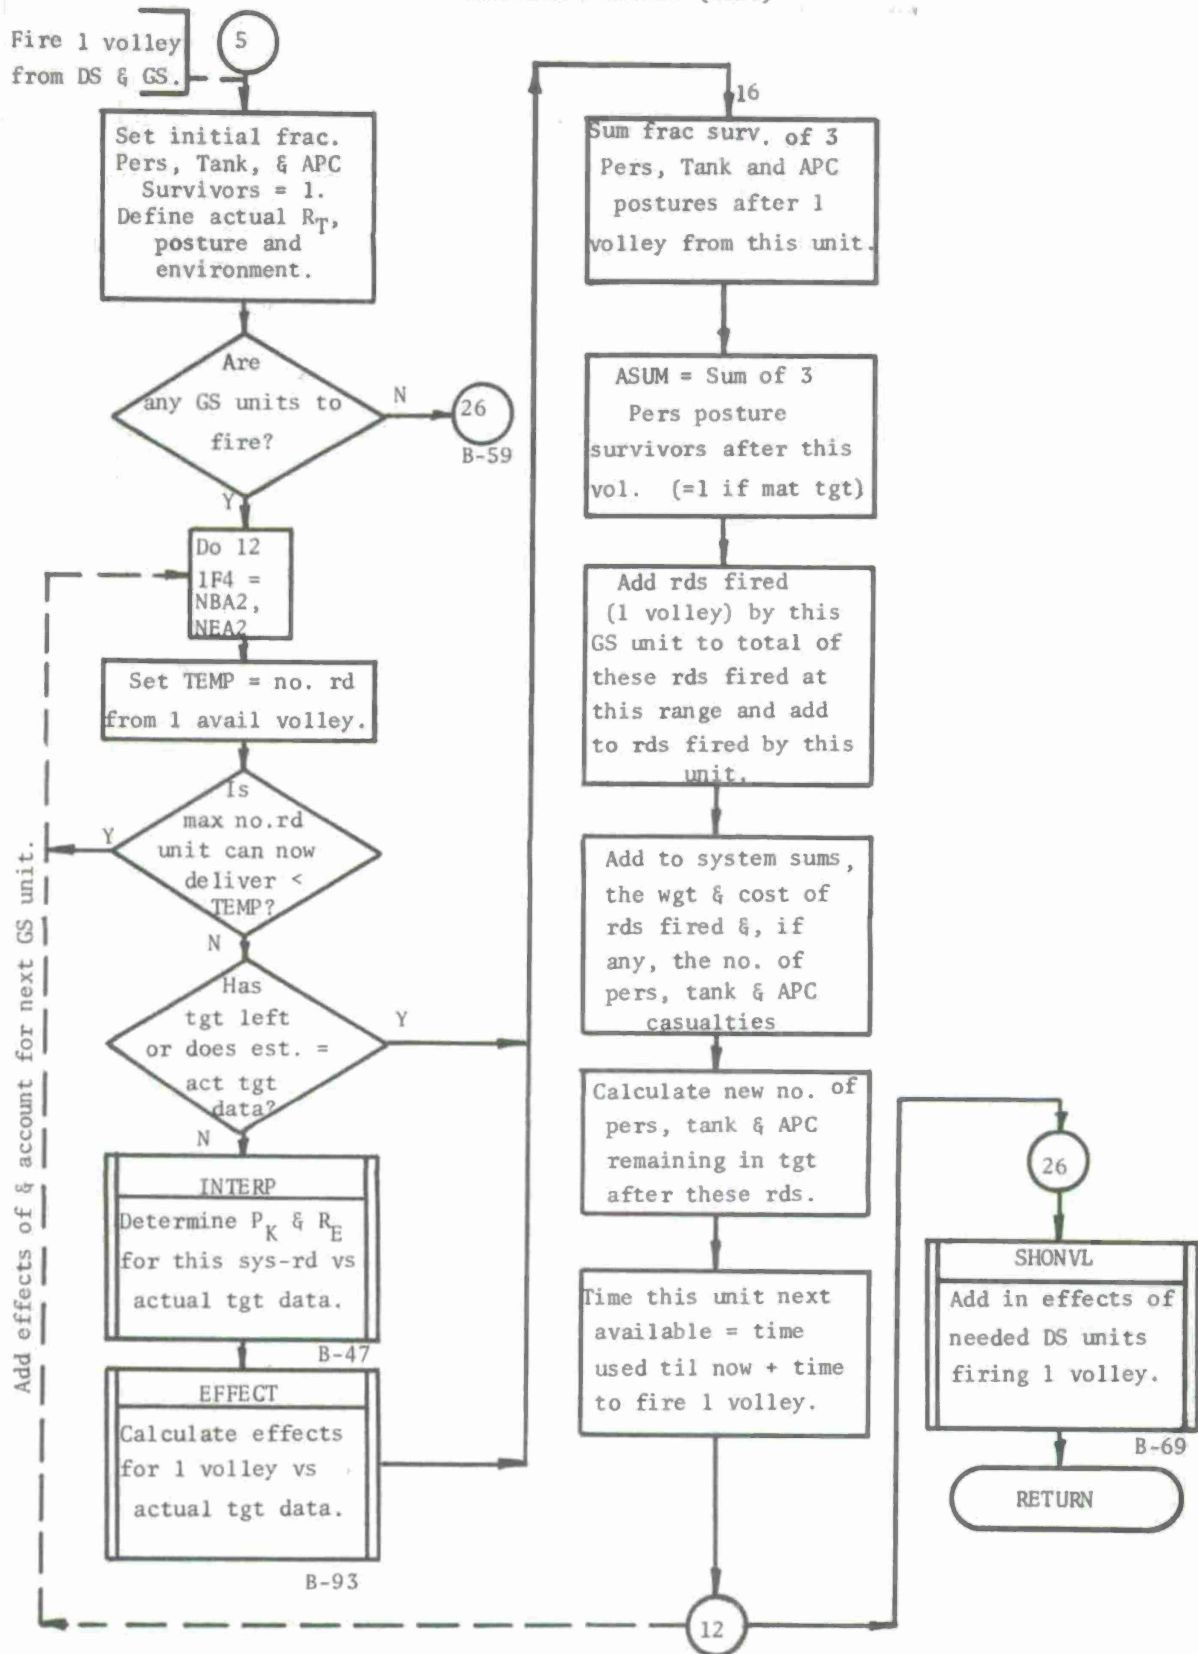 Fire 1 volley
from DS & GS.
5
Set initial frac.
Pers, Tank, & APC
Survivors = 1.
Define actual R_T,
posture and
environment.
Are
any GS units to
fire?
N
26
B-59
Y
Do 12
1F4 =
NBA2,
NEA2
Set TEMP = no. rd
from 1 avail volley.
Is
max no.rd
unit can now
deliver <
TEMP?
Y
N
Has
tgt left
or does est. =
act tgt
data?
Y
N
INTERP
Determine P_K & R_E
for this sys-rd vs
actual tgt data.
B-47
EFFECT
Calculate effects
for 1 volley vs
actual tgt data.
B-93
Add effects of & account for next GS unit.
16
Sum frac surv. of 3
Pers, Tank and APC
postures after 1
volley from this unit.
ASUM = Sum of 3
Pers posture
survivors after this
vol. (=1 if mat tgt)
Add rds fired
(1 volley) by this
GS unit to total of
these rds fired at
this range and add
to rds fired by this
unit.
Add to system sums,
the wgt & cost of
rds fired &, if
any, the no. of
pers, tank & APC
casualties
Calculate new no. of
pers, tank & APC
remaining in tgt
after these rds.
Time this unit next
available = time
used til now + time
to fire 1 volley.
12
26
SHONVL
Add in effects of
needed DS units
firing 1 volley.
B-69
RETURN